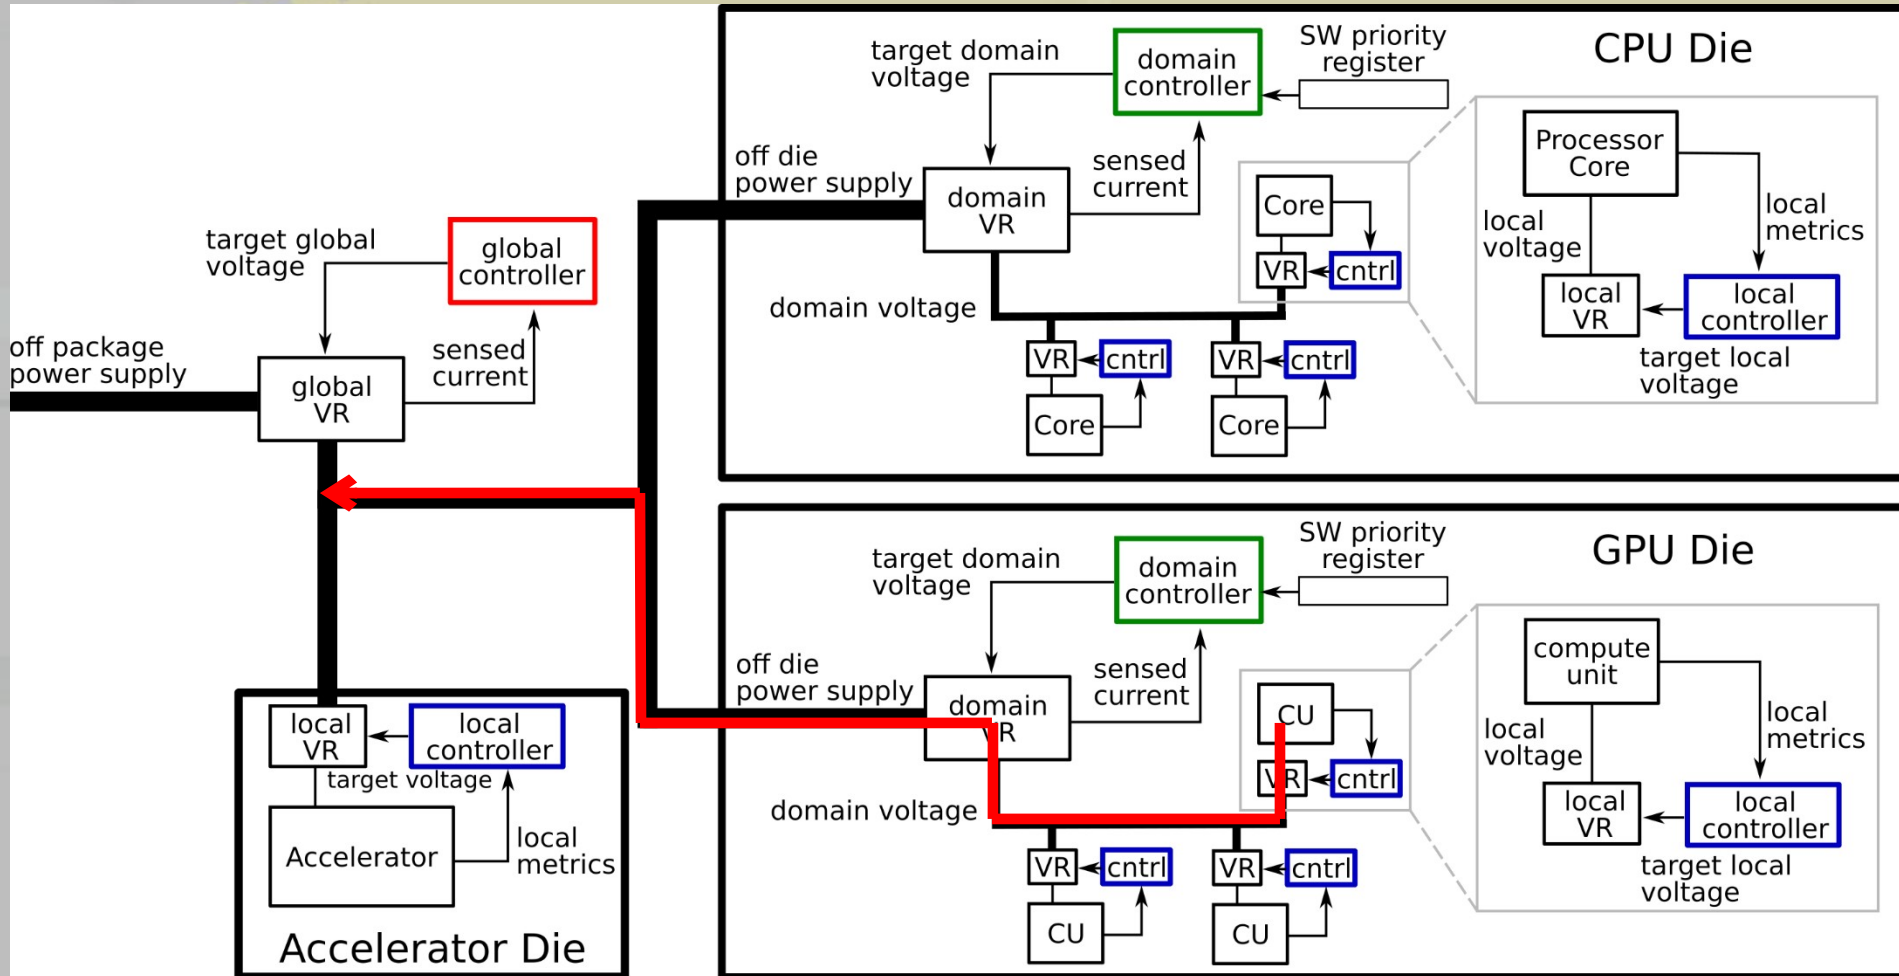 CPU Die
target domain
voltage
domain
controller
SW priority
register
off die
power supply
domain
VR
sensed
current
domain voltage
Core
VR
cntrl
VR
cntrl
Core
VR
cntrl
Core
Processor
Core
local
voltage
local
metrics
local
VR
local
controller
target local
voltage
target global
voltage
global
controller
off package
power supply
global
VR
sensed
current
GPU Die
target domain
voltage
domain
controller
SW priority
register
off die
power supply
domain
VR
sensed
current
domain voltage
CU
VR
cntrl
VR
cntrl
CU
VR
cntrl
CU
compute
unit
local
voltage
local
metrics
local
VR
local
controller
target local
voltage
local
VR
local
controller
target voltage
Accelerator
local
metrics
Accelerator Die